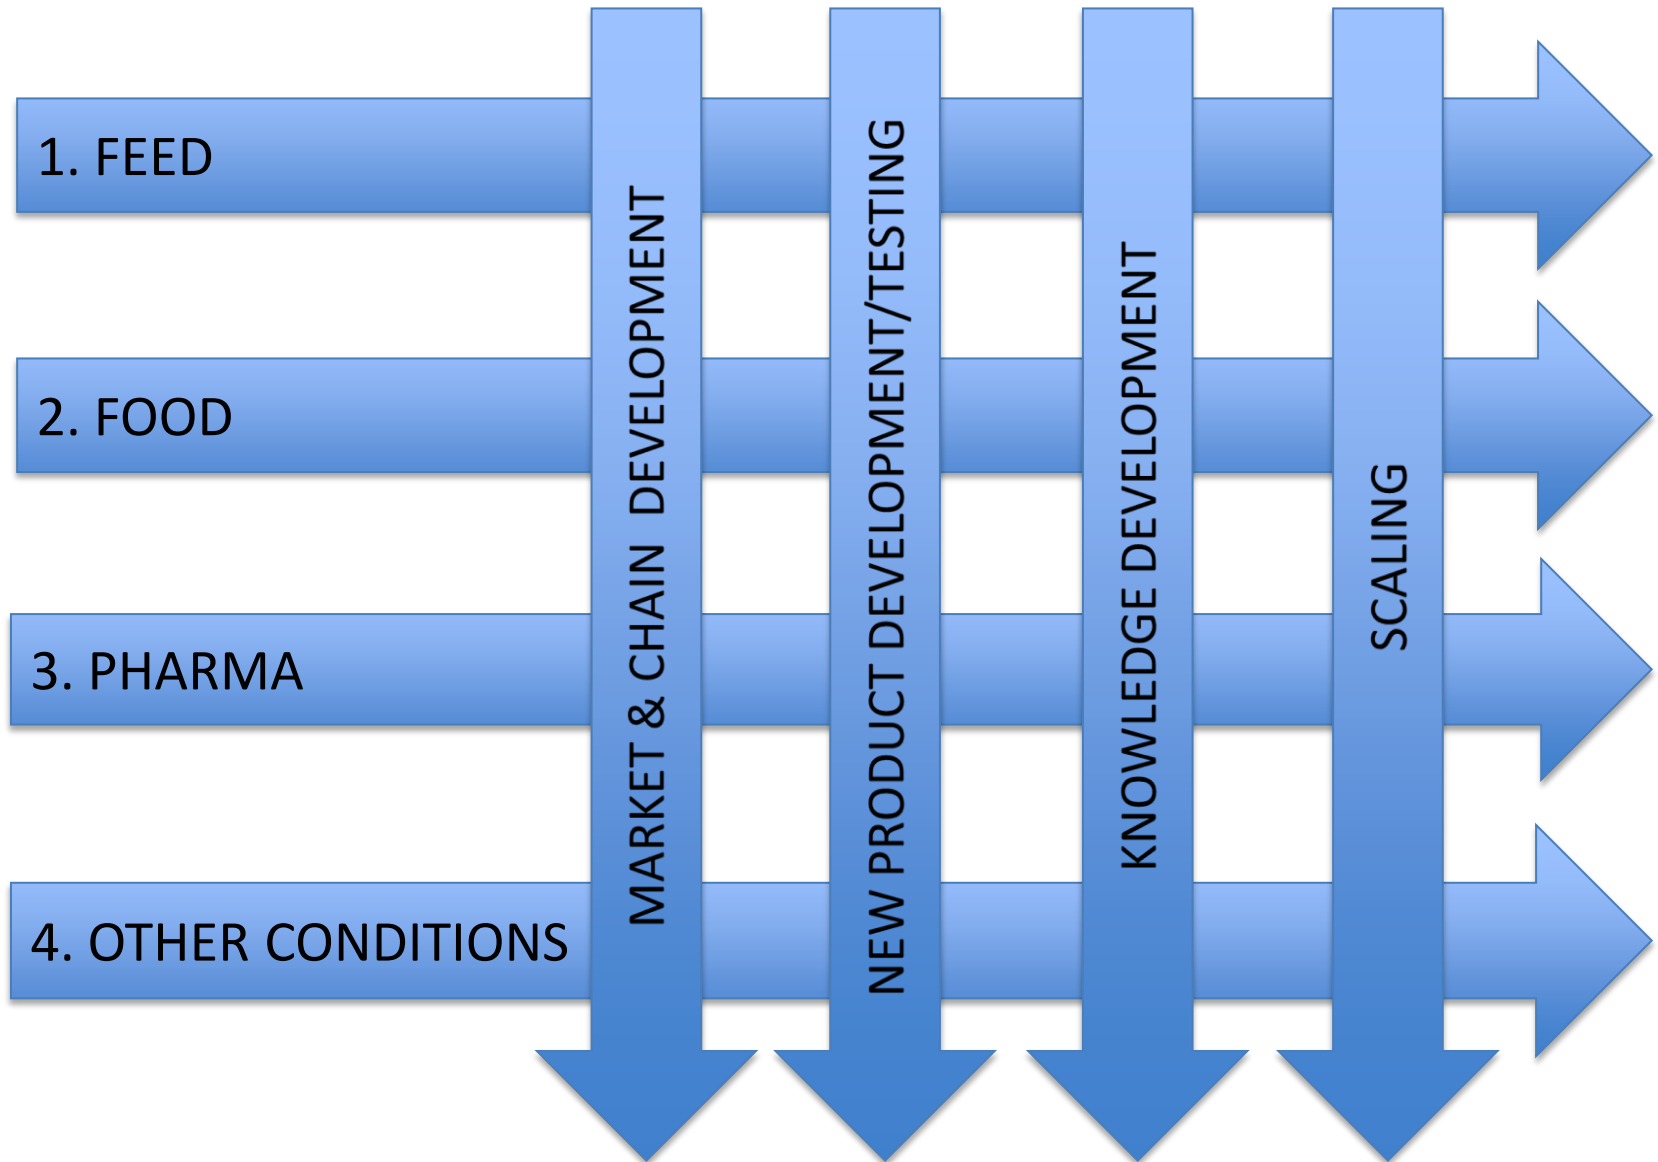 1. FEED
2. FOOD
3. PHARMA
4. OTHER CONDITIONS
MARKET & CHAIN  DEVELOPMENT
NEW PRODUCT DEVELOPMENT/TESTING
KNOWLEDGE DEVELOPMENT
SCALING